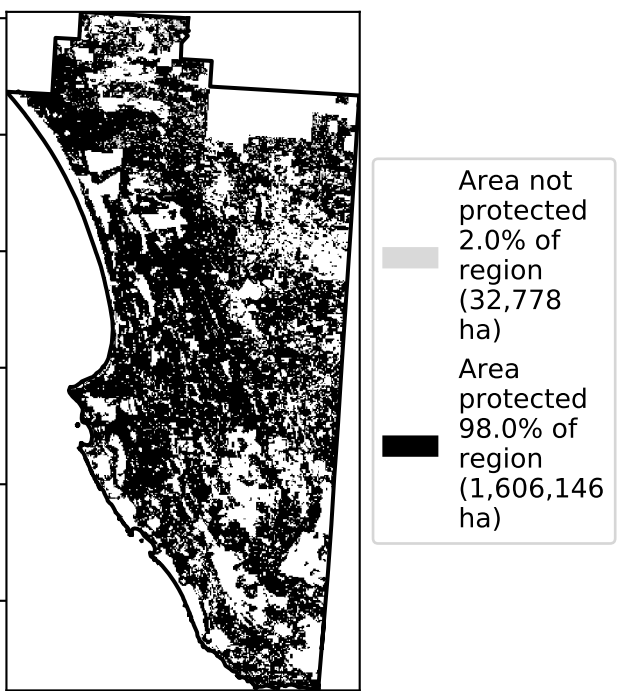 Area not
protected
2.0% of
region
(32,778
ha)
Area
protected
98.0% of
region
(1,606,146
ha)